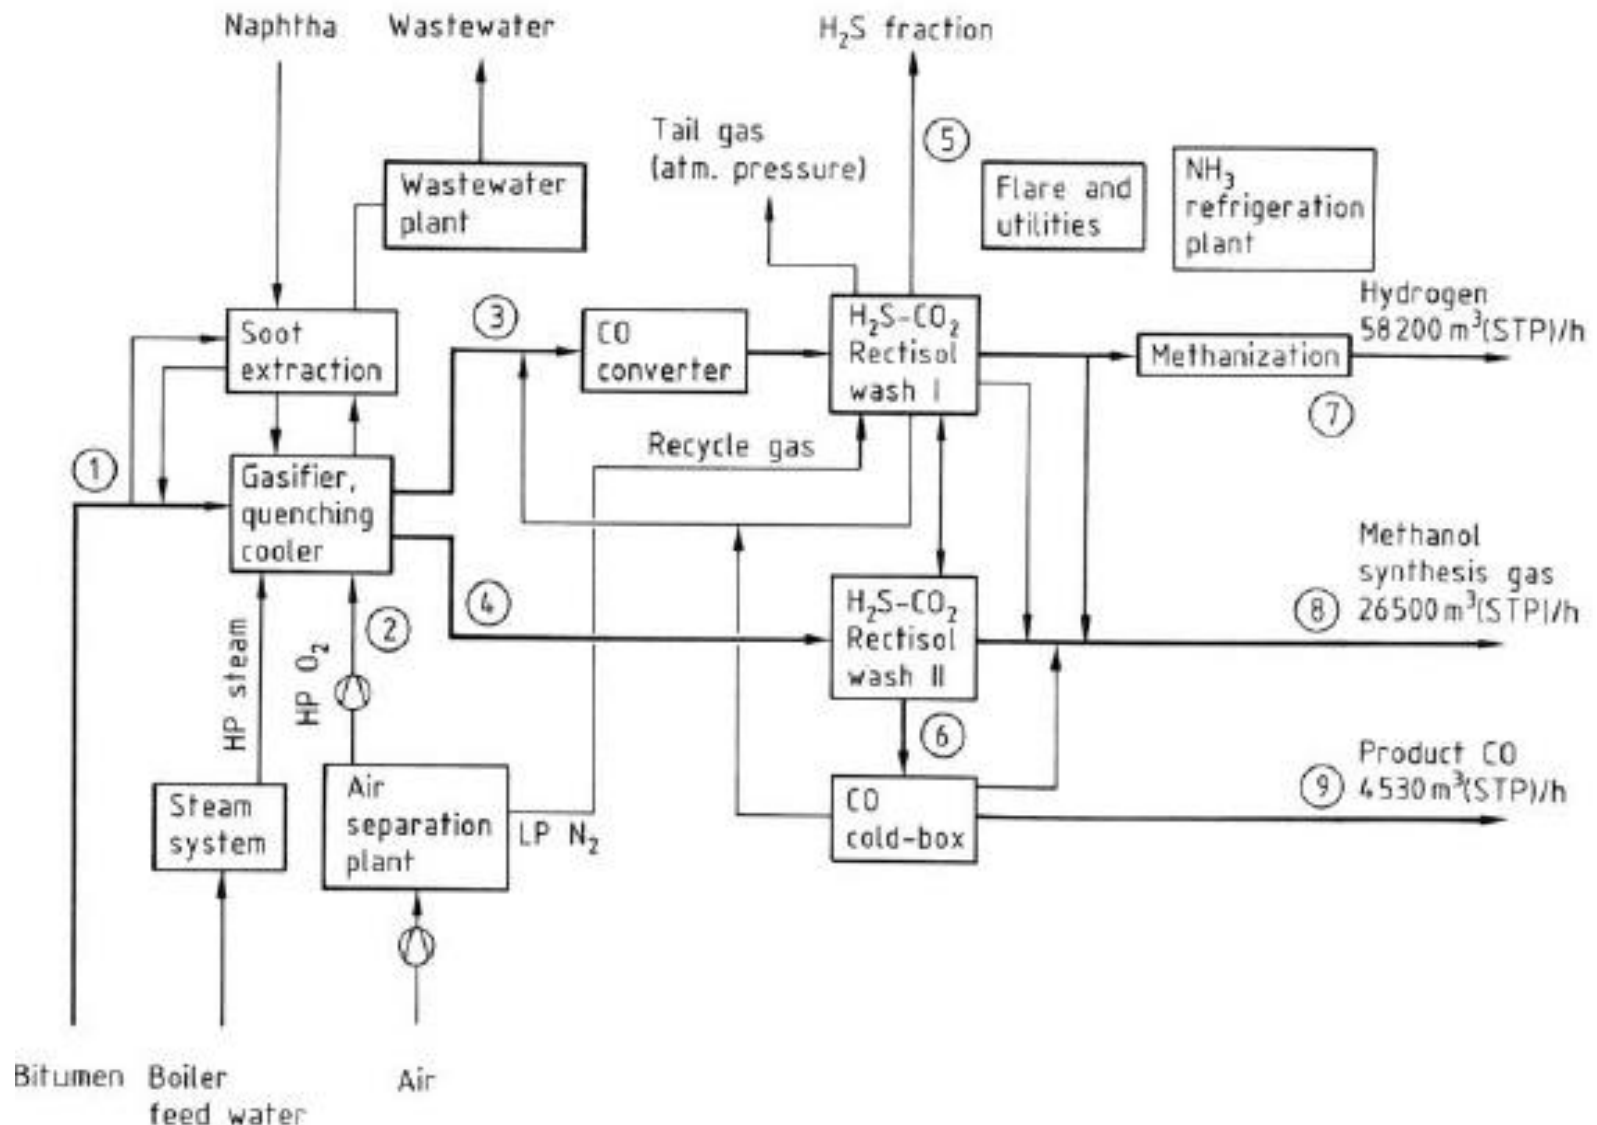 Naphtha
Wastewater
H₂S fraction
Tail gas
(atm. pressure)
5
Wastewater
plant
Flare and
utilities
NH₃
refrigeration
plant
Hydrogen
58200 m³(STP)/h
3
Soot
extraction
CO
converter
H₂S-CO₂
Rectisol
wash I
Methanization
7
1
Recycle gas
Gasifier,
quenching
cooler
Methanol
synthesis gas
26500 m³(STP)/h
8
4
2
H₂S-CO₂
Rectisol
wash II
HP steam
HP O₂
6
Product CO
4530 m³(STP)/h
9
Steam
system
Air
separation
plant
LP N₂
CO
cold-box
Bitumen
Boiler
feed water
Air